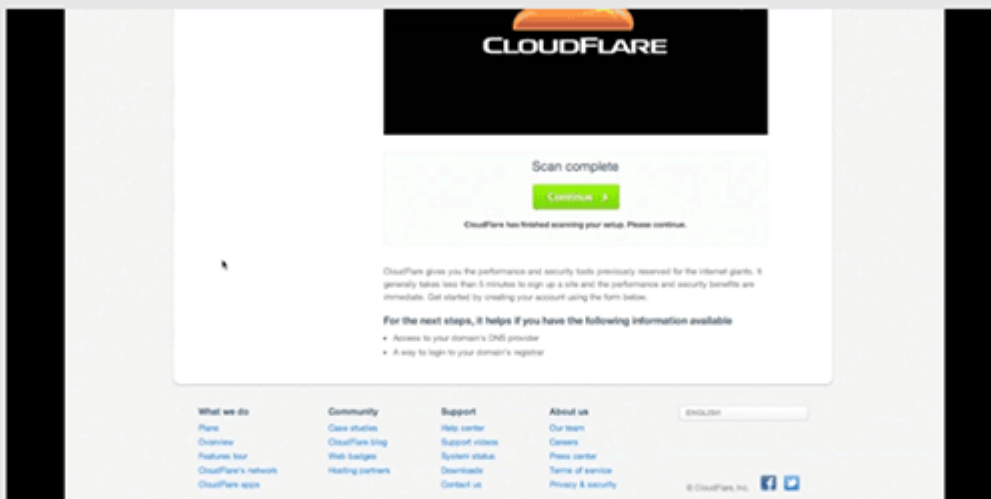 CLOUDFLARE
Scan complete
Continue
CloudFlare has finished scanning your setup. Please continue.
CloudFlare gives you the performance and security tools previously reserved for the internet giants. It
generally takes less than 5 minutes to sign up a site and the performance and security benefits are
immediate. Get started by creating your account using the form below.
For the next steps, it helps if you have the following information available
• Access to your domain's DNS provider
• A way to login to your domain's registrar
What we do
Plans
Overview
Features tour
CloudFlare's network
CloudFlare apps
Community
Case studies
CloudFlare blog
Web badges
Hosting partners
Support
Help center
Support videos
System status
Downloads
Contact us
About us
Our team
Careers
Press center
Terms of service
Privacy & security
ENGLISH
© CloudFlare, Inc.